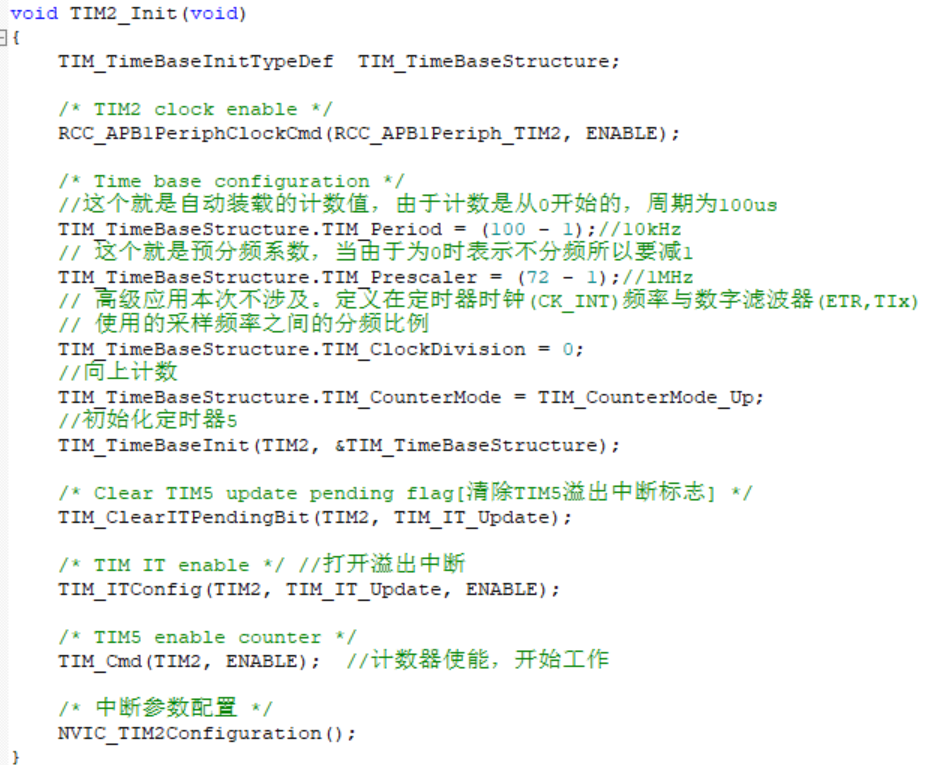 void TIM2_Init(void)
{
TIM_TimeBaseInitTypeDef  TIM_TimeBaseStructure;
/* TIM2 clock enable */
RCC_APB1PeriphClockCmd(RCC_APB1Periph_TIM2, ENABLE);
/* Time base configuration */
//这个就是自动装载的计数值，由于计数是从0开始的，周期为100us
TIM_TimeBaseStructure.TIM_Period = (100 - 1);//10kHz
// 这个就是预分频系数，当由于为0时表示不分频所以要减1
TIM_TimeBaseStructure.TIM_Prescaler = (72 - 1);//1MHz
// 高级应用本次不涉及。定义在定时器时钟(CK_INT)频率与数字滤波器(ETR,TIx)
// 使用的采样频率之间的分频比例
TIM_TimeBaseStructure.TIM_ClockDivision = 0;
//向上计数
TIM_TimeBaseStructure.TIM_CounterMode = TIM_CounterMode_Up;
//初始化定时器5
TIM_TimeBaseInit(TIM2, &TIM_TimeBaseStructure);
/* Clear TIM5 update pending flag[清除TIM5溢出中断标志] */
TIM_ClearITPendingBit(TIM2, TIM_IT_Update);
/* TIM IT enable */ //打开溢出中断
TIM_ITConfig(TIM2, TIM_IT_Update, ENABLE);
/* TIM5 enable counter */
TIM_Cmd(TIM2, ENABLE);  //计数器使能，开始工作
/* 中断参数配置 */
NVIC_TIM2Configuration();
}